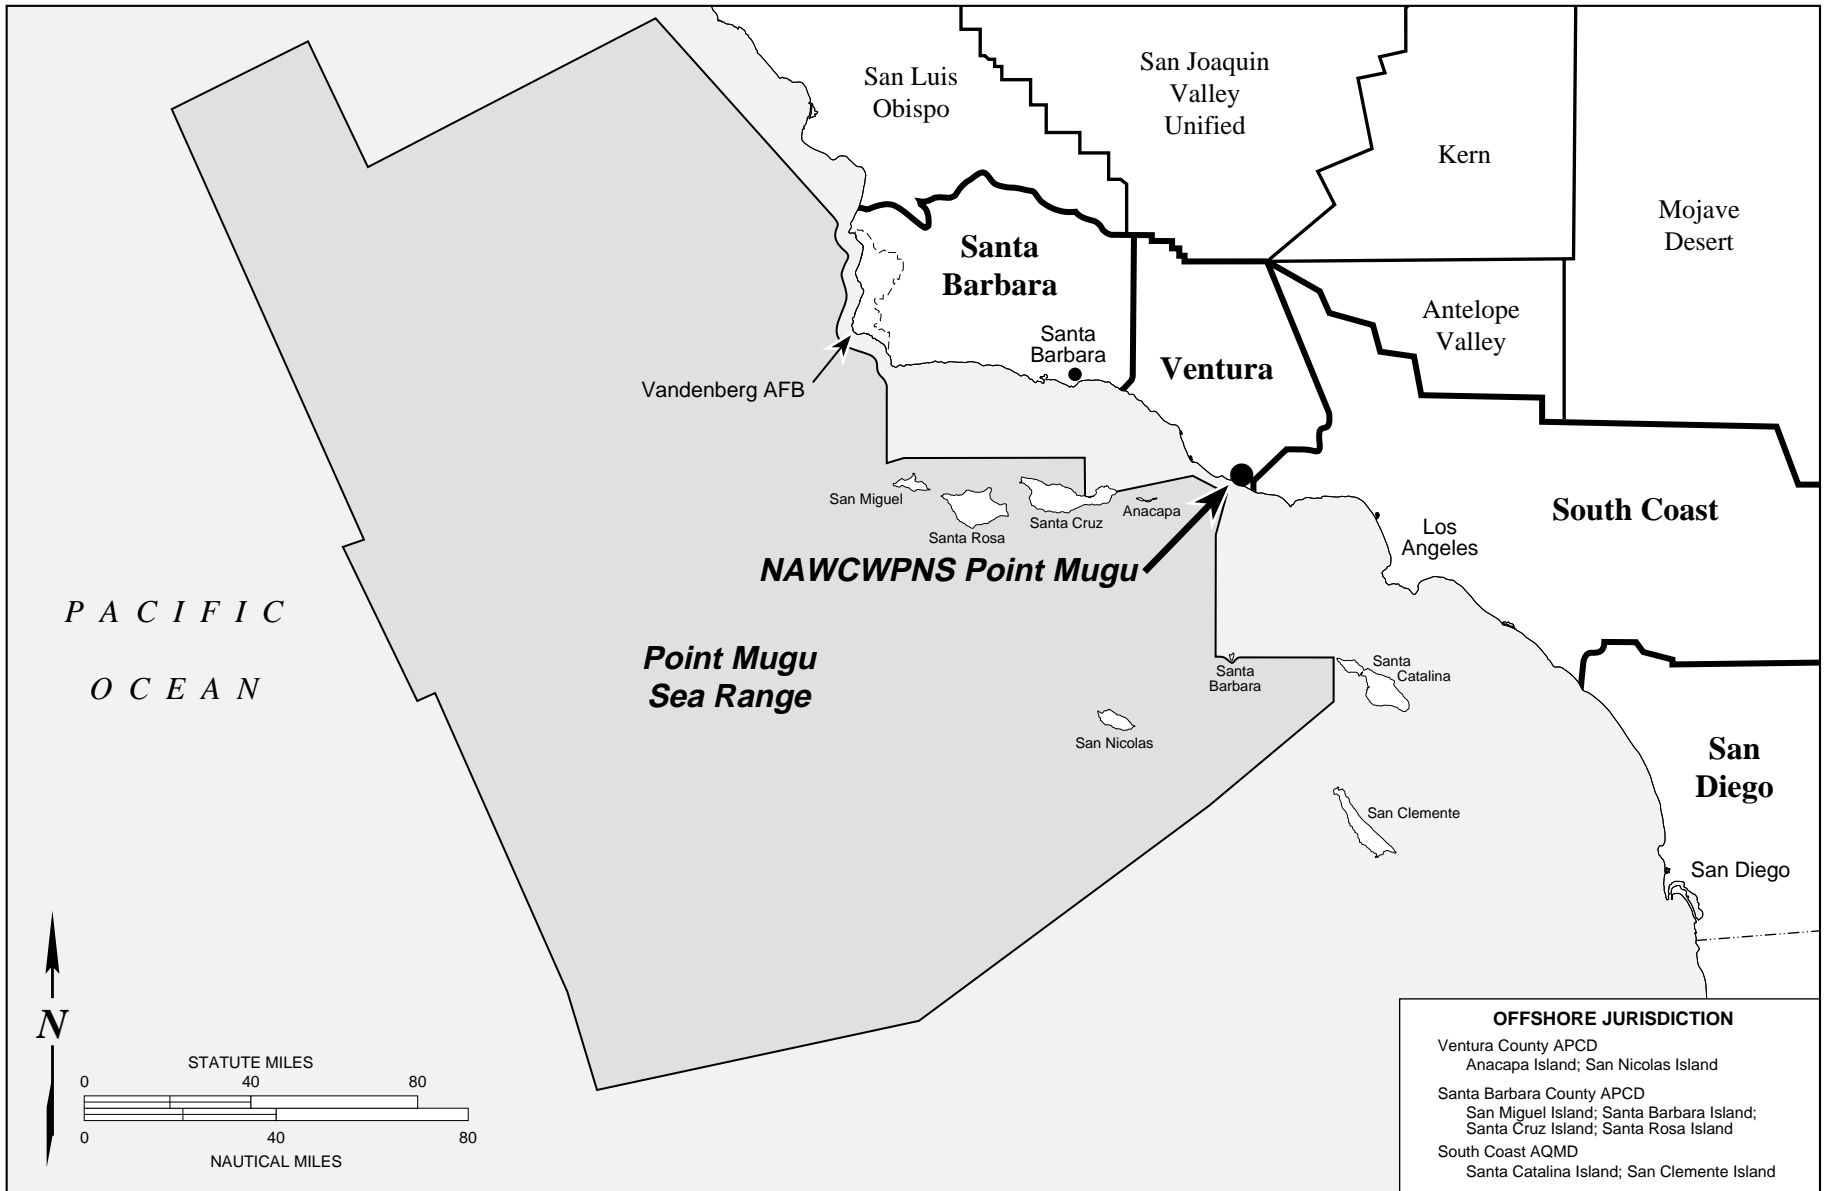 San Luis
Obispo
San Joaquin
Valley
Unified
Kern
Mojave
Desert
Santa
Barbara
Antelope
Valley
Santa
Barbara
Ventura
Vandenberg AFB
San Miguel
Santa Rosa
Santa Cruz
Anacapa
South Coast
Los
Angeles
NAWCWPNS Point Mugu
PACIFIC
OCEAN
Point Mugu
Sea Range
Santa
Barbara
Santa
Catalina
San Nicolas
San
Diego
San Clemente
San Diego
N
STATUTE MILES
0 40 80
0 40 80
NAUTICAL MILES
OFFSHORE JURISDICTION
Ventura County APCD
Anacapa Island; San Nicolas Island
Santa Barbara County APCD
San Miguel Island; Santa Barbara Island;
Santa Cruz Island; Santa Rosa Island
South Coast AQMD
Santa Catalina Island; San Clemente Island